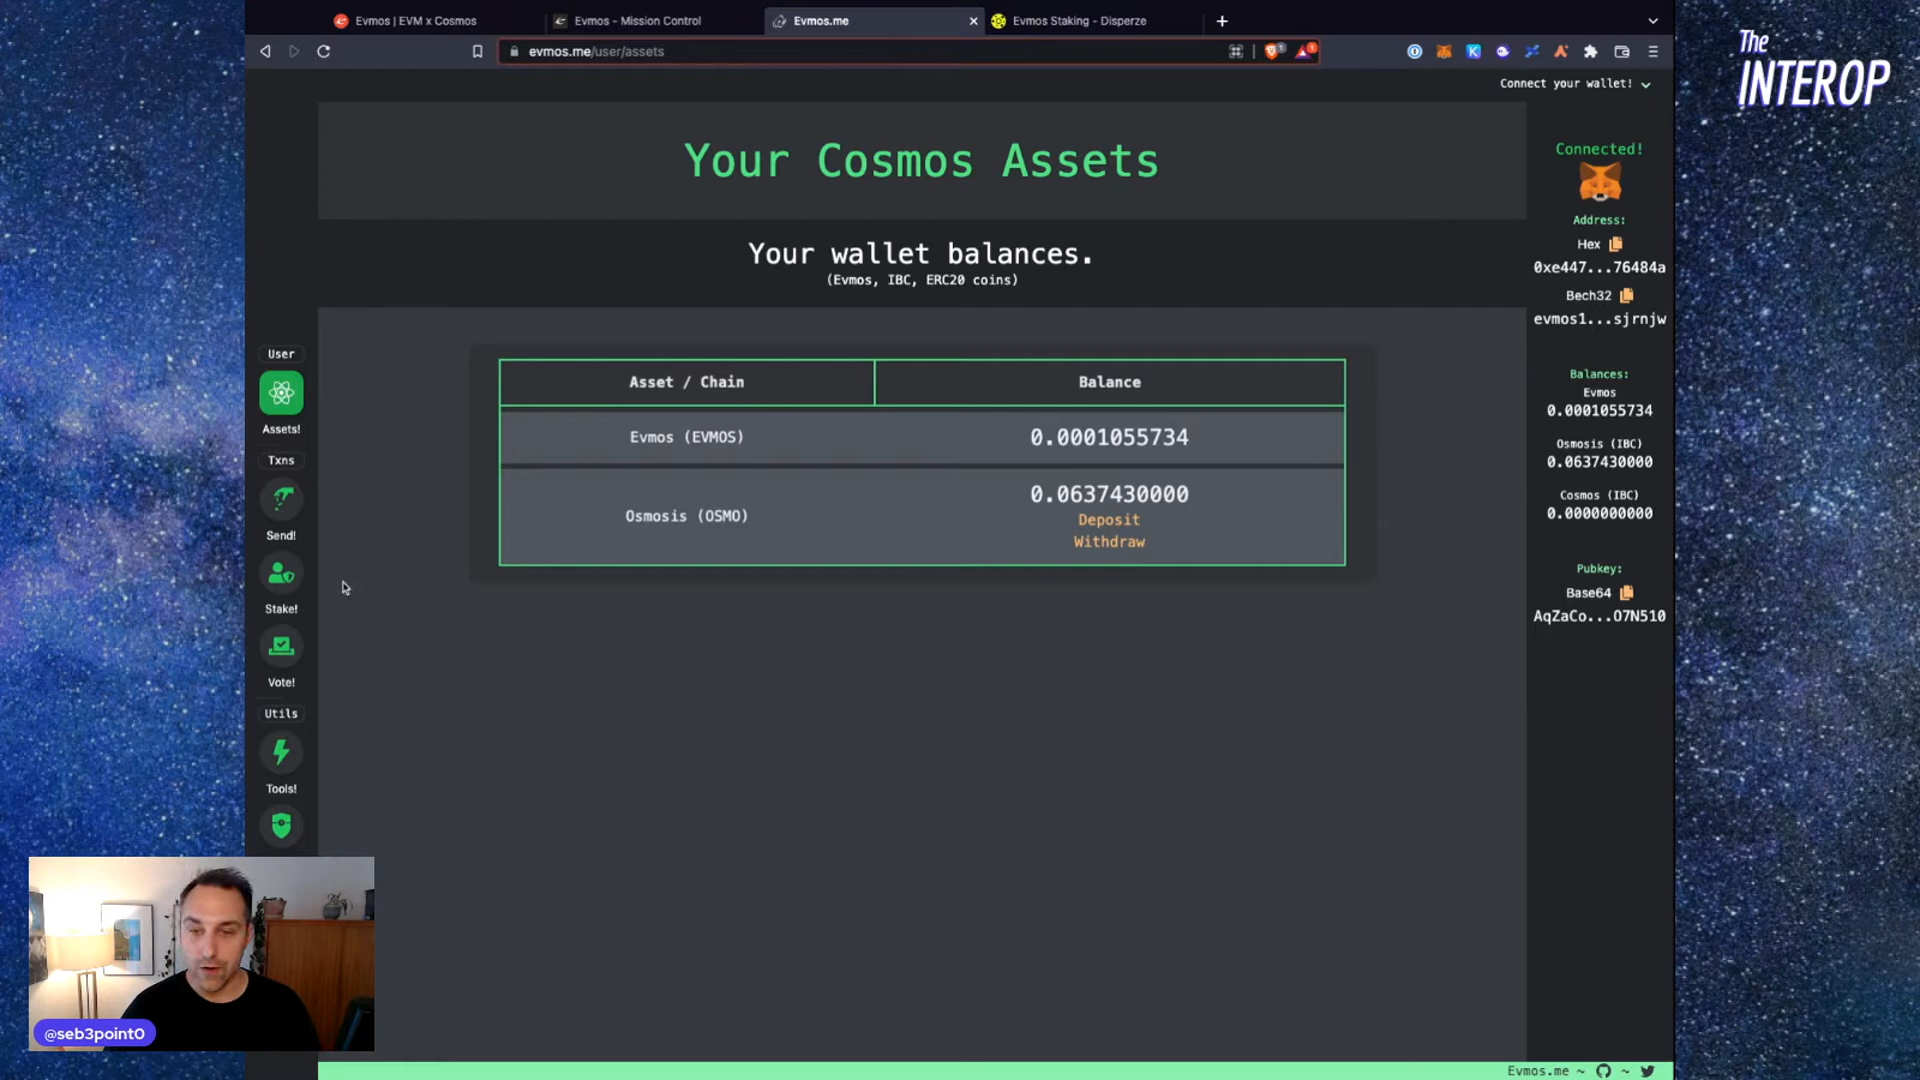 Evmos | EVM x Cosmos
Evmos - Mission Control
Evmos.me
Evmos Staking - Disperze
evmos.me/user/assets
The
INTEROP
Connect your wallet!
Your Cosmos Assets
Your wallet balances.
(Evmos, IBC, ERC20 coins)
Asset / Chain
Balance
Evmos (EVMOS)
0.0001055734
Osmosis (OSMO)
0.0637430000
Deposit
Withdraw
User
Assets!
Txns
Send!
Stake!
Vote!
Utils
Tools!
Connected!
Address:
Hex
0xe447...76484a
Bech32
evmos1...sjrnjw
Balances:
Evmos
0.0001055734
Osmosis (IBC)
0.0637430000
Cosmos (IBC)
0.0000000000
Pubkey:
Base64
AqZaCo...O7N510
@seb3point0
Evmos.me ~ ~